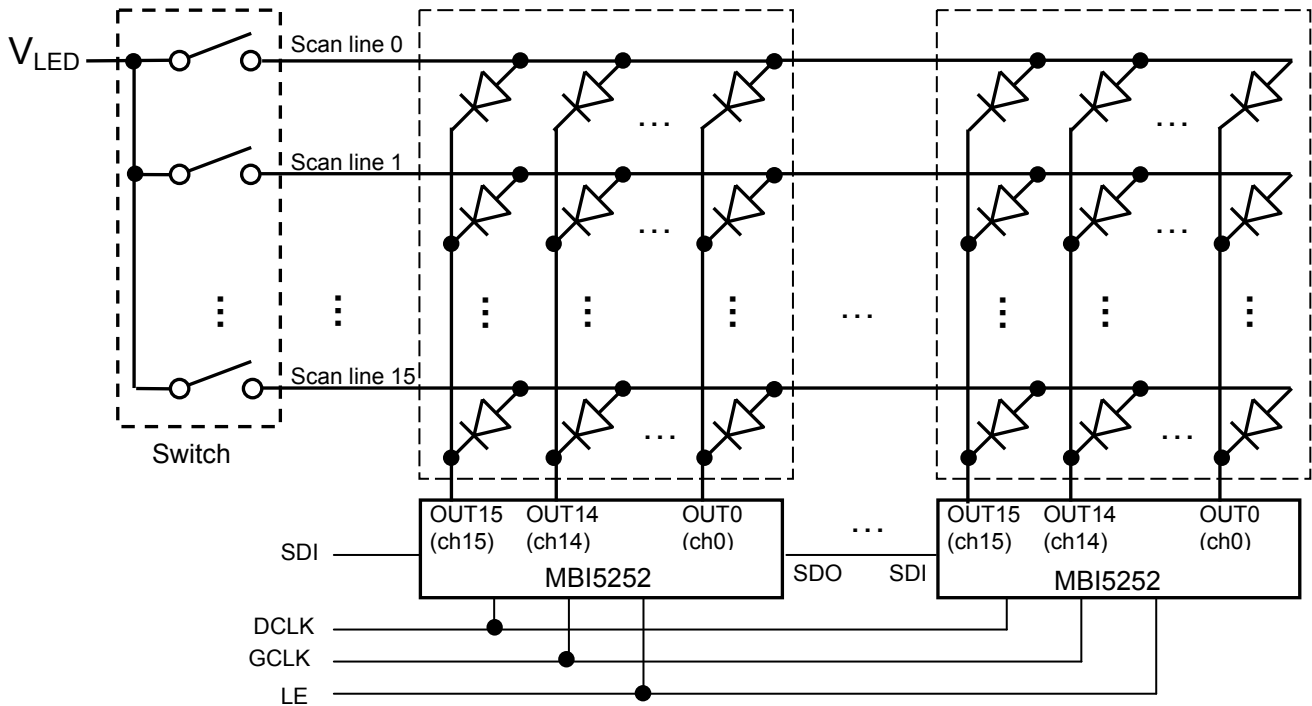 VLED
Scan line 0
Scan line 1
Scan line 15
Switch
OUT15 OUT14 OUT0
(ch15) (ch14) (ch0)
MBI5252
OUT15 OUT14 OUT0
(ch15) (ch14) (ch0)
MBI5252
SDI
SDO SDI
DCLK
GCLK
LE